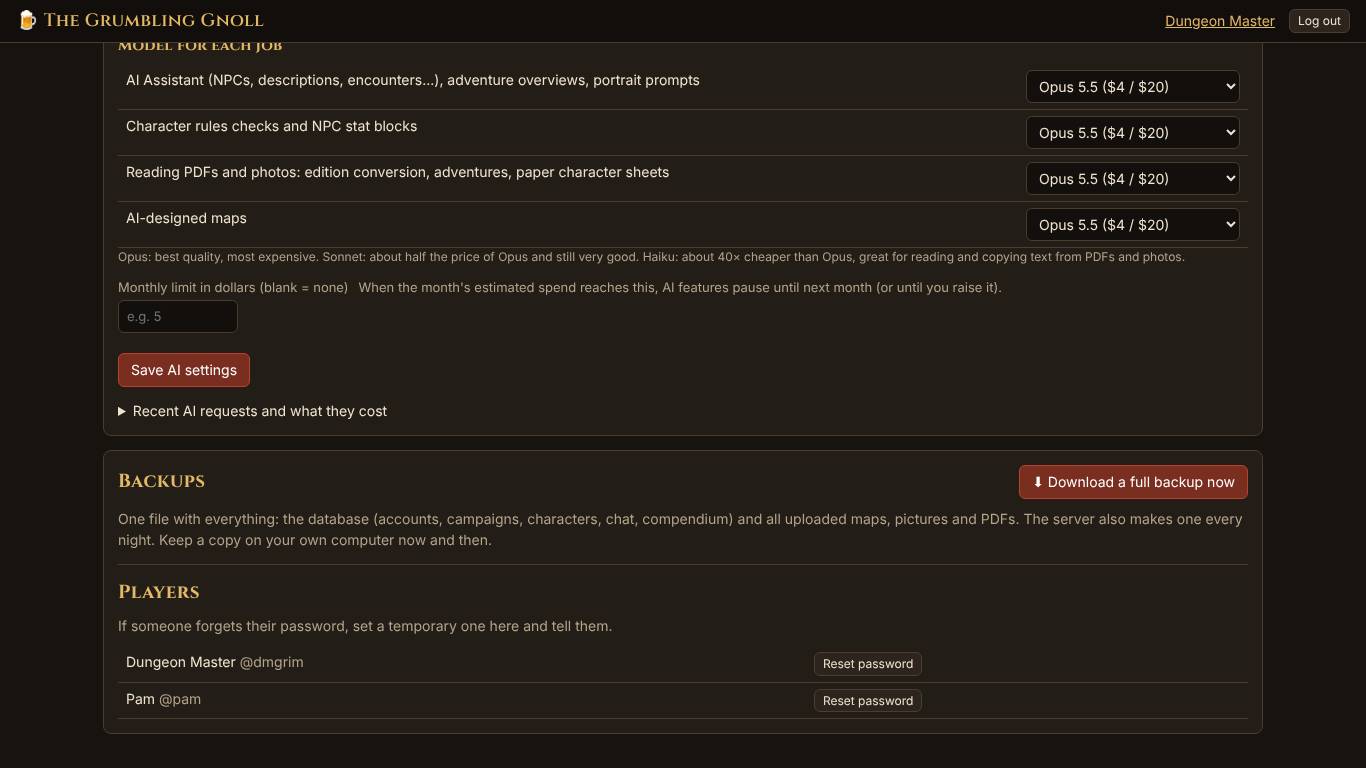 🍺 The Grumbling Gnoll
Dungeon Master
Log out
Model for each job
AI Assistant (NPCs, descriptions, encounters...), adventure overviews, portrait prompts
Opus 5.5 ($4 / $20)
Character rules checks and NPC stat blocks
Opus 5.5 ($4 / $20)
Reading PDFs and photos: edition conversion, adventures, paper character sheets
Opus 5.5 ($4 / $20)
AI-designed maps
Opus 5.5 ($4 / $20)
Opus: best quality, most expensive. Sonnet: about half the price of Opus and still very good. Haiku: about 40× cheaper than Opus, great for reading and copying text from PDFs and photos.
Monthly limit in dollars (blank = none) When the month's estimated spend reaches this, AI features pause until next month (or until you raise it).
e.g. 5
Save AI settings
▶ Recent AI requests and what they cost
Backups
⬇ Download a full backup now
One file with everything: the database (accounts, campaigns, characters, chat, compendium) and all uploaded maps, pictures and PDFs. The server also makes one every
night. Keep a copy on your own computer now and then.
Players
If someone forgets their password, set a temporary one here and tell them.
Dungeon Master @dmgrim
Reset password
Pam @pam
Reset password